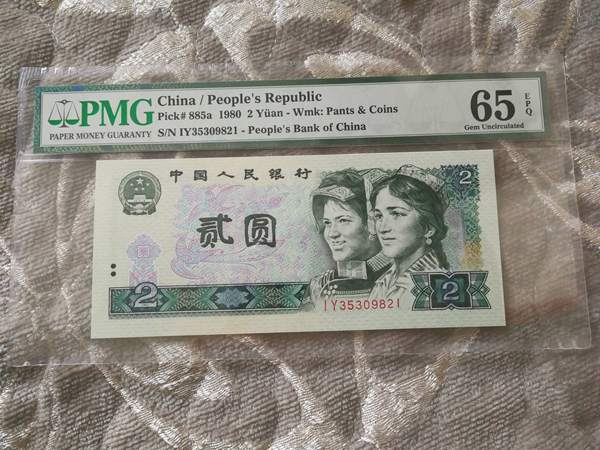 PMG
PAPER MONEY GUARANTY
China / People's Republic
Pick# 885a 1980 2 Yüan - Wmk: Pants & Coins
S/N IY35309821 - People's Bank of China
65 EPQ
Gem Uncirculated
中国人民银行
2
贰圆
2
2
IY35309821